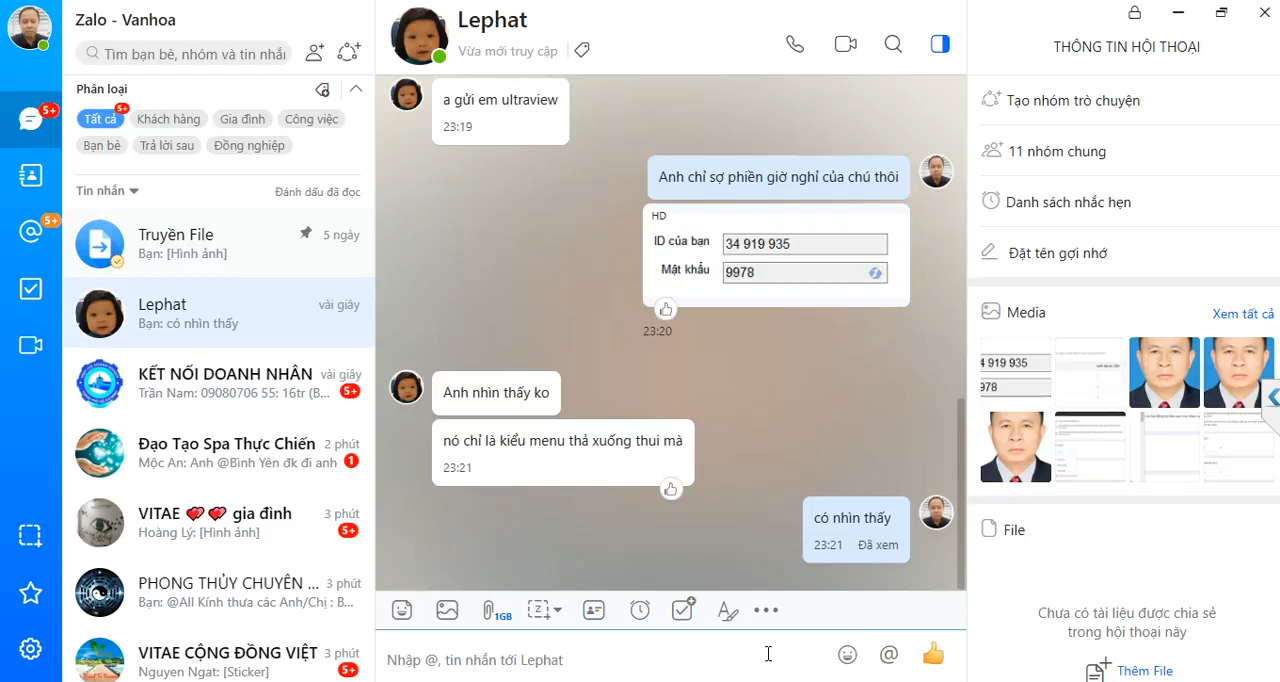 Zalo - Vanhoa
Tìm bạn bè, nhóm và tin nhắn
Phân loại
5+
Tất cả
5+
Khách hàng
Gia đình
Công việc
Bạn bè
Trả lời sau
Đồng nghiệp
5+
Tin nhắn
Đánh dấu đã đọc
Truyền File
5 ngày
Bạn: [Hình ảnh]
Lephat
vài giây
Bạn: có nhìn thấy
KẾT NỐI DOANH NHÂN
vài giây
Trần Nam: 09080706 55: 16tr (B...
5+
Đạo Tạo Spa Thực Chiến
2 phút
Mộc An: Anh @Bình Yên đk đi anh
1
VITAE 💕💕 gia đình
3 phút
Hoàng Lý: [Hình ảnh]
5+
PHONG THỦY CHUYÊN ...
3 phút
Bạn: @All Kính thưa các Anh/Chị : B...
VITAE CỘNG ĐỒNG VIỆT
3 phút
Nguyen Ngat: [Sticker]
5+
Lephat
Vừa mới truy cập
a gửi em ultraview
23:19
Anh chỉ sợ phiền giờ nghỉ của chú thôi
HD
ID của bạn
34 919 935
Mật khẩu
9978
23:20
Anh nhìn thấy ko
nó chỉ là kiểu menu thả xuống thui mà
23:21
có nhìn thấy
23:21 Đã xem
1GB
Nhập @, tin nhắn tới Lephat
THÔNG TIN HỘI THOẠI
Tạo nhóm trò chuyện
11 nhóm chung
Danh sách nhắc hẹn
Đặt tên gợi nhớ
Media
Xem tất cả
34 919 935
978
File
Chưa có tài liệu được chia sẻ
trong hội thoại này
Thêm File